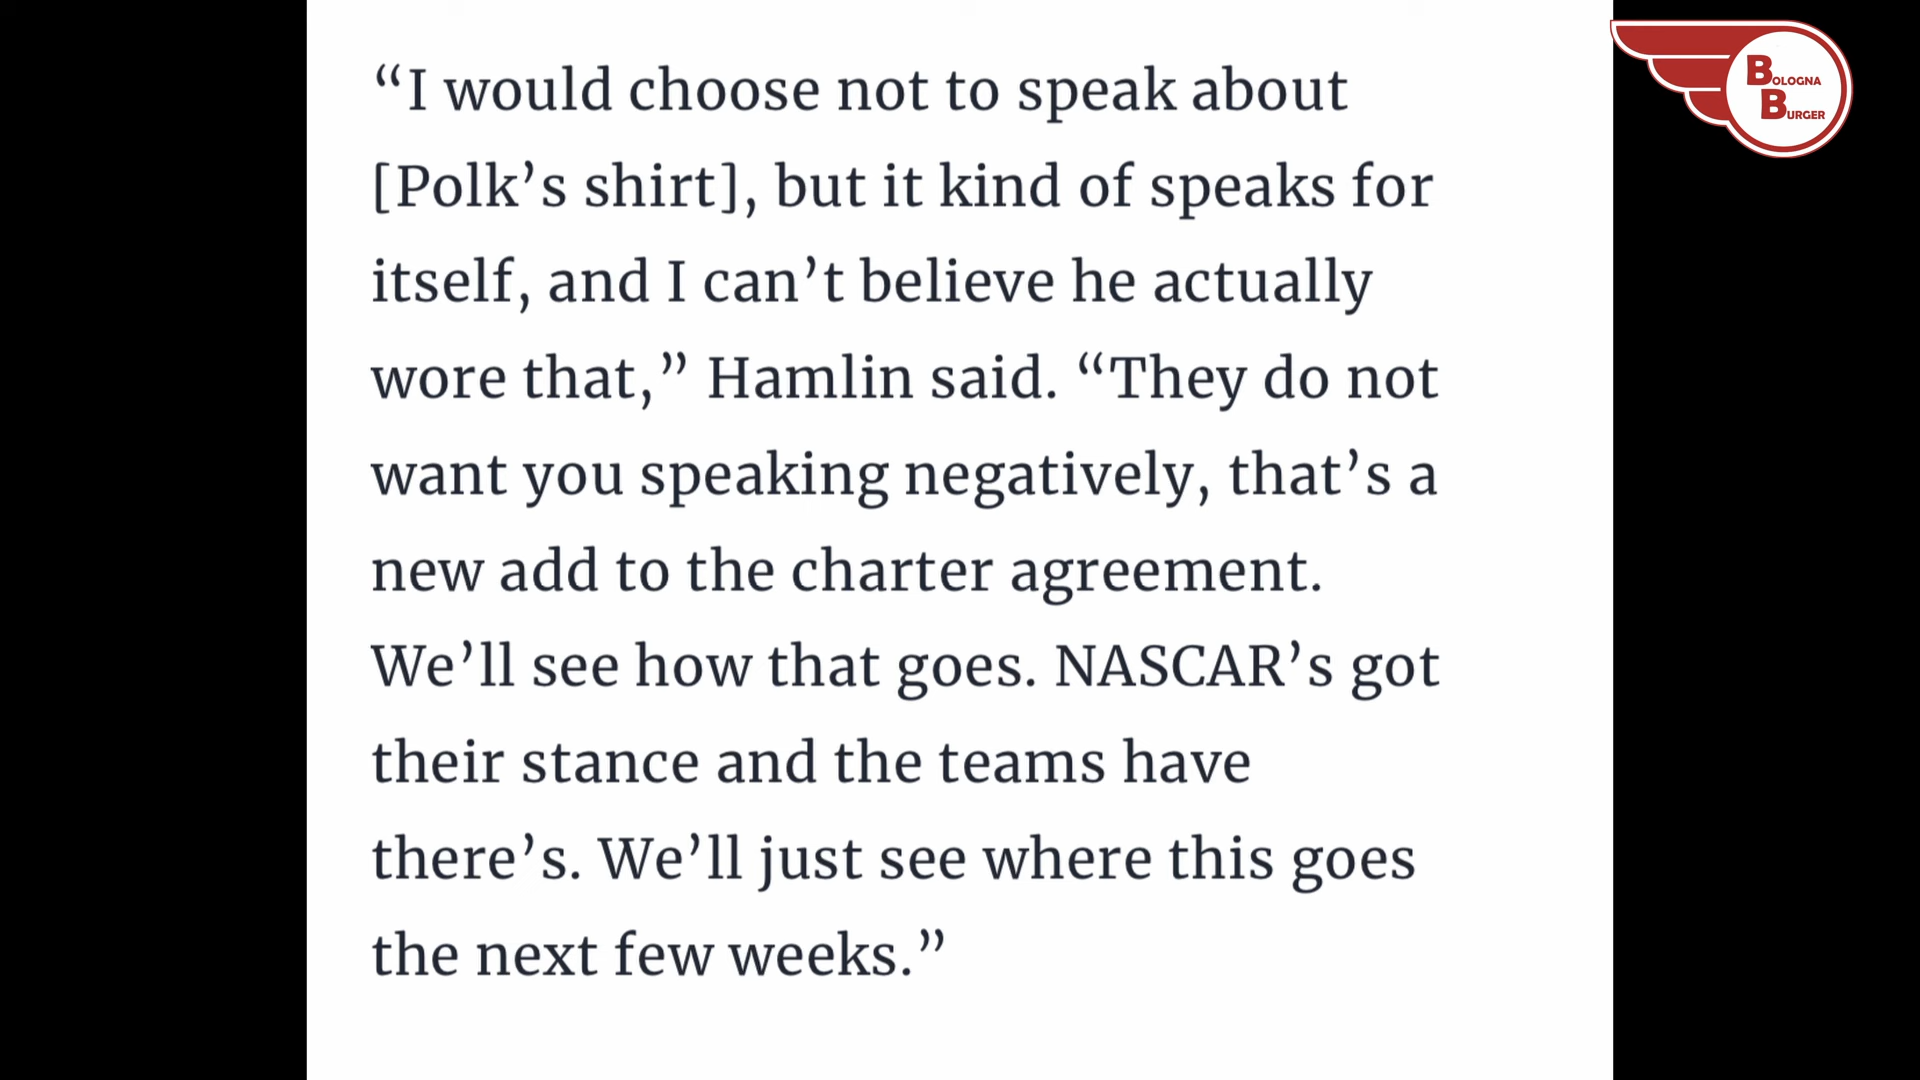 “I would choose not to speak about
[Polk’s shirt], but it kind of speaks for
itself, and I can’t believe he actually
wore that,” Hamlin said. “They do not
want you speaking negatively, that’s a
new add to the charter agreement.
We’ll see how that goes. NASCAR’s got
their stance and the teams have
there’s. We’ll just see where this goes
the next few weeks.”
BOLOGNA
BURGER